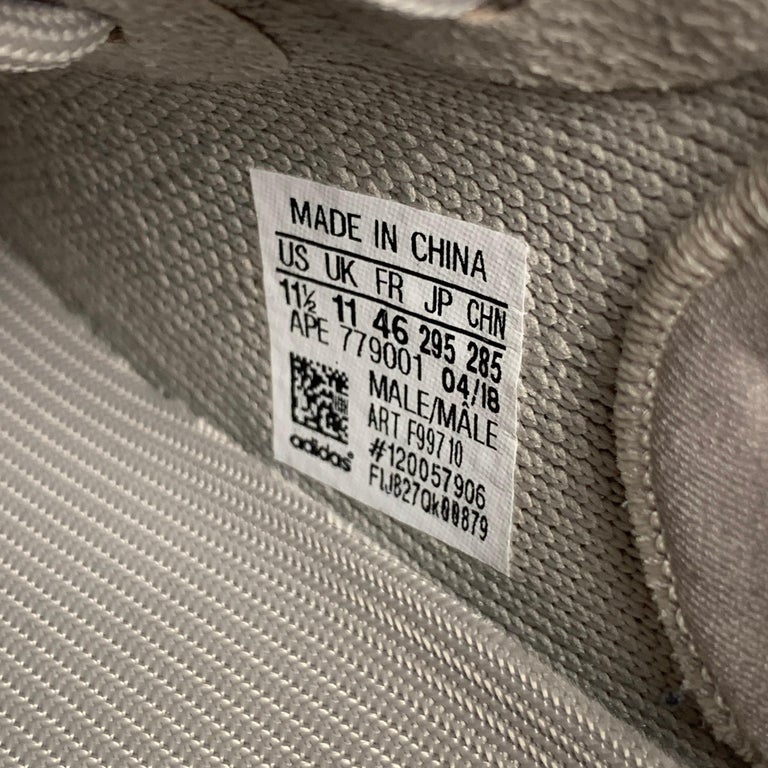 MADE IN CHINA
US UK FR JP CHN
11½ 11 46 295 285
APE 779001 04/18
MALE/MÂLE
ART F99710
#120057906
adidas